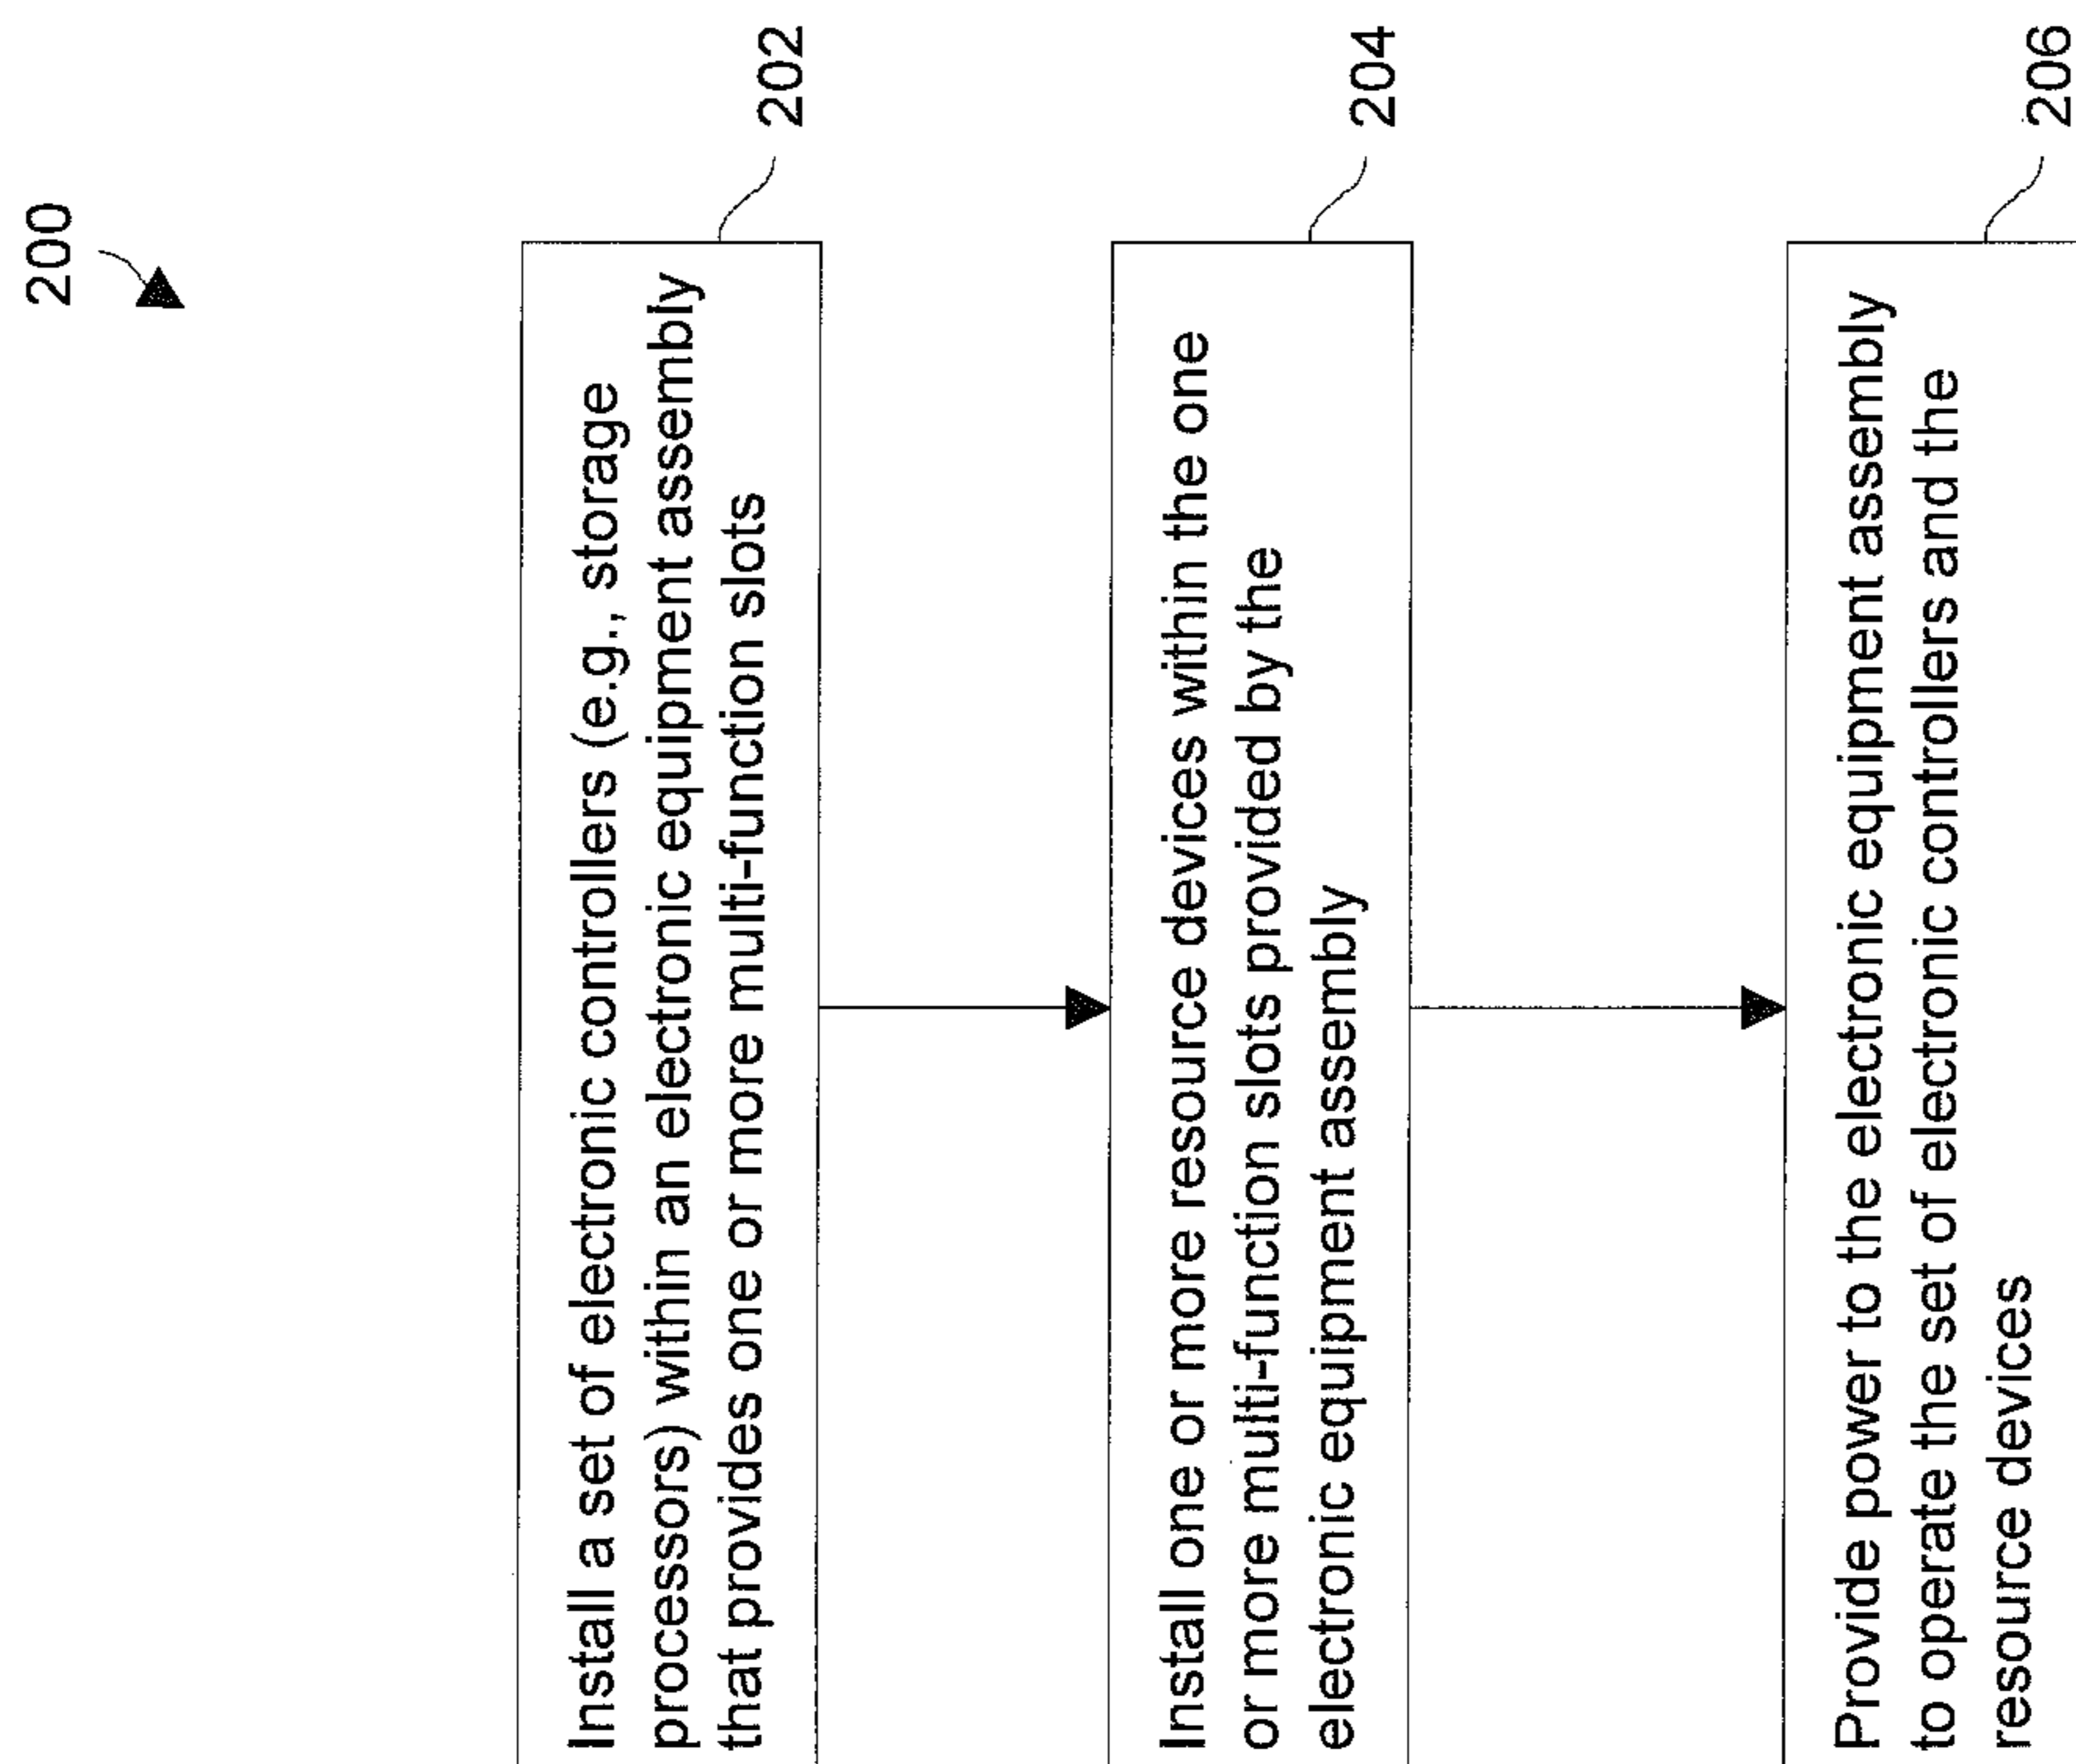 200
Install a set of electronic controllers (e.g., storage
processors) within an electronic equipment assembly
that provides one or more multi-function slots
202
Install one or more resource devices within the one
or more multi-function slots provided by the
electronic equipment assembly
204
Provide power to the electronic equipment assembly
to operate the set of electronic controllers and the
resource devices
206